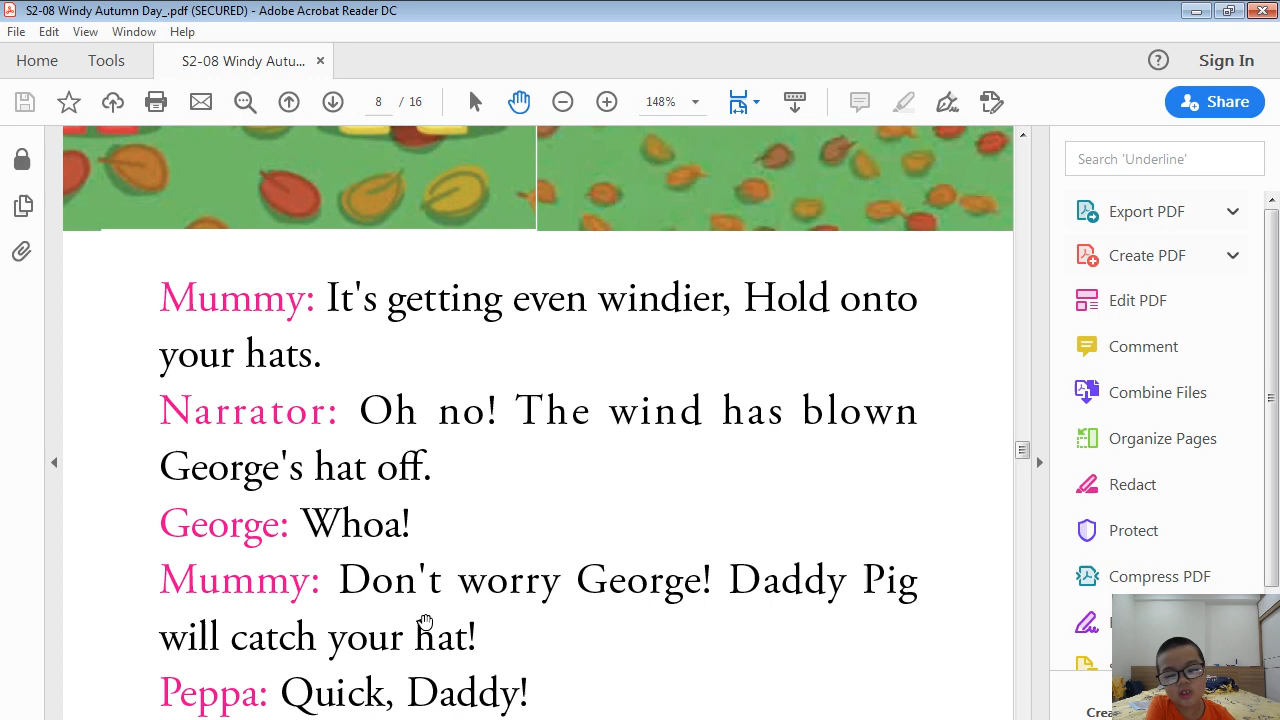 S2-08 Windy Autumn Day_.pdf (SECURED) - Adobe Acrobat Reader DC
File Edit View Window Help
Home Tools S2-08 Windy Autu... × Sign In
8 / 16 148% Share
Search 'Underline'
Export PDF
Create PDF
Edit PDF
Comment
Combine Files
Organize Pages
Redact
Protect
Compress PDF
Mummy: It's getting even windier, Hold onto
your hats.
Narrator: Oh no! The wind has blown
George's hat off.
George: Whoa!
Mummy: Don't worry George! Daddy Pig
will catch your hat!
Peppa: Quick, Daddy!